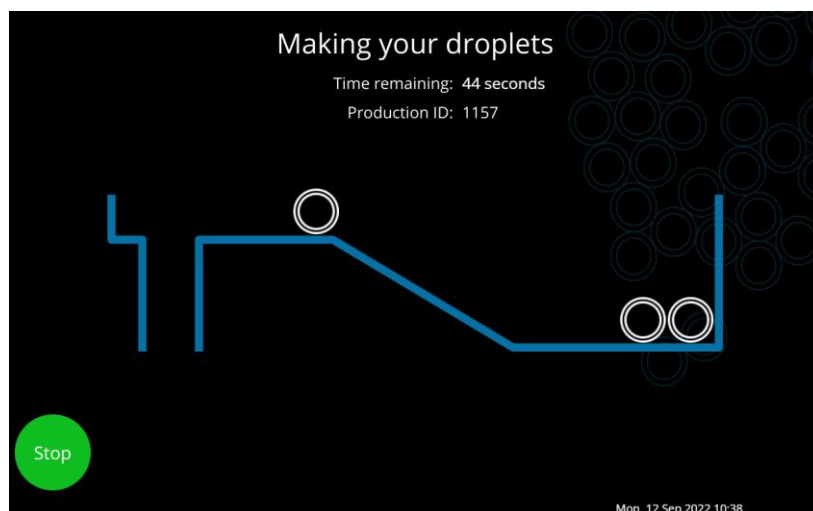 Making your droplets
Time remaining: 44 seconds
Production ID: 1157
Stop
Mon, 12 Sep 2022 10:38